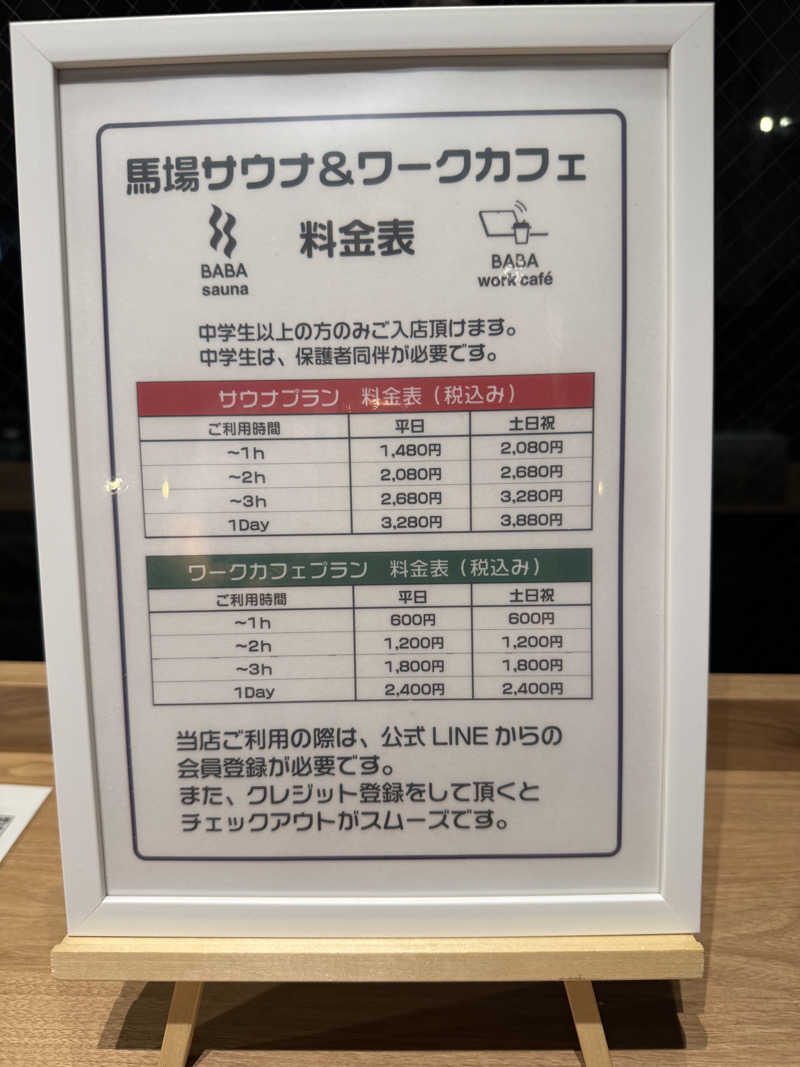 馬場サウナ&ワークカフェ
料金表
BABA
sauna
BABA
work café
中学生以上の方のみご入店頂けます。
中学生は、保護者同伴が必要です。
サウナプラン 料金表(税込み)
ご利用時間 平日 土日祝
~1h 1,480円 2,080円
~2h 2,080円 2,680円
~3h 2,680円 3,280円
1Day 3,280円 3,880円
ワークカフェプラン 料金表(税込み)
ご利用時間 平日 土日祝
~1h 600円 600円
~2h 1,200円 1,200円
~3h 1,800円 1,800円
1Day 2,400円 2,400円
当店ご利用の際は、公式LINEからの
会員登録が必要です。
また、クレジット登録をして頂くと
チェックアウトがスムーズです。